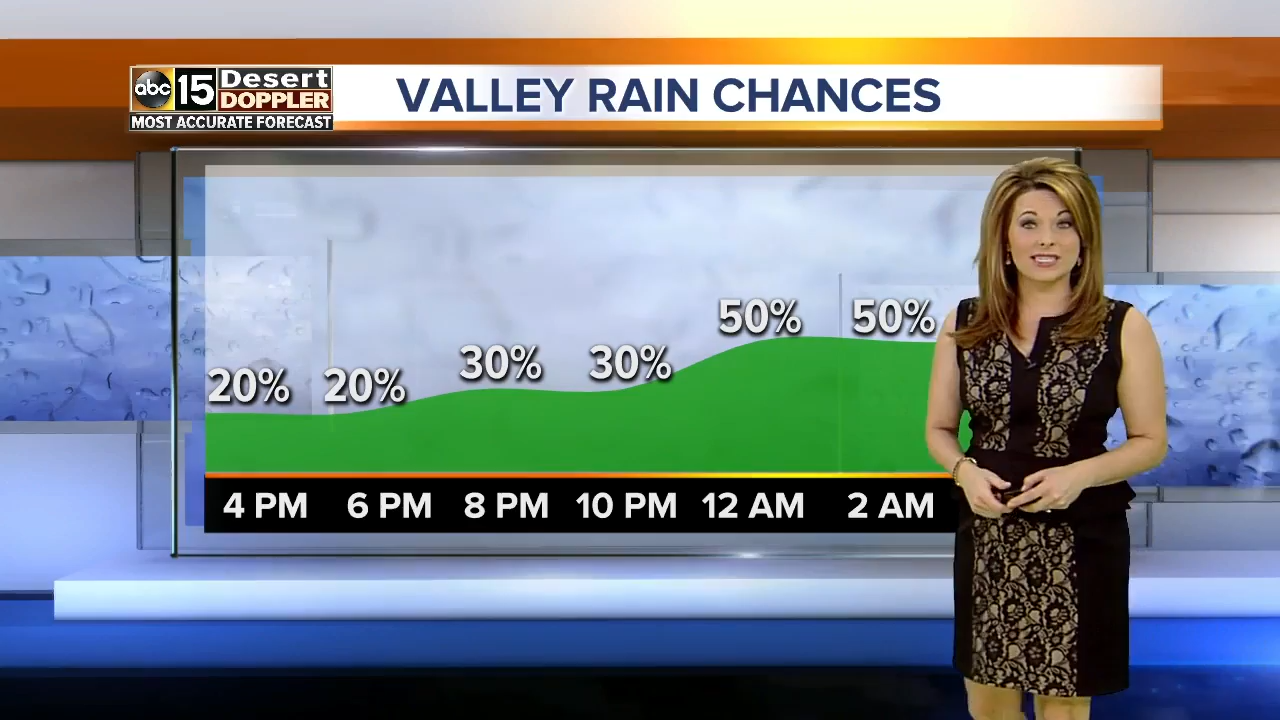 abc 15 Desert DOPPLER
MOST ACCURATE FORECAST
VALLEY RAIN CHANCES
20% 20% 30% 30% 50% 50%
4 PM 6 PM 8 PM 10 PM 12 AM 2 AM